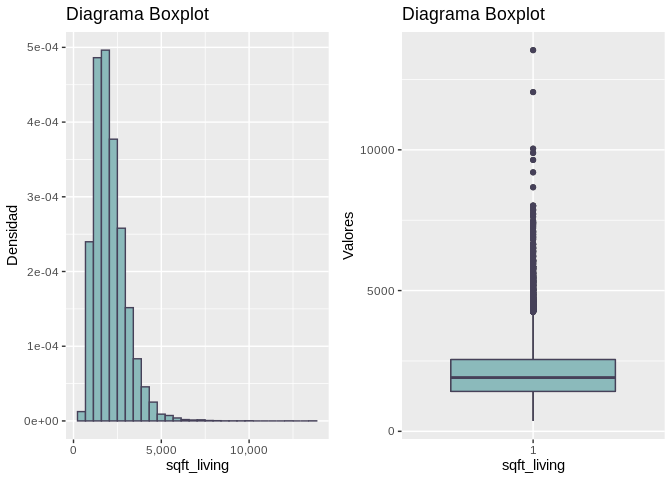 Diagrama Boxplot
5e-04
4e-04
3e-04
2e-04
1e-04
0e+00
Densidad
0
5,000
10,000
sqft_living
Diagrama Boxplot
10000
5000
0
Valores
1
sqft_living